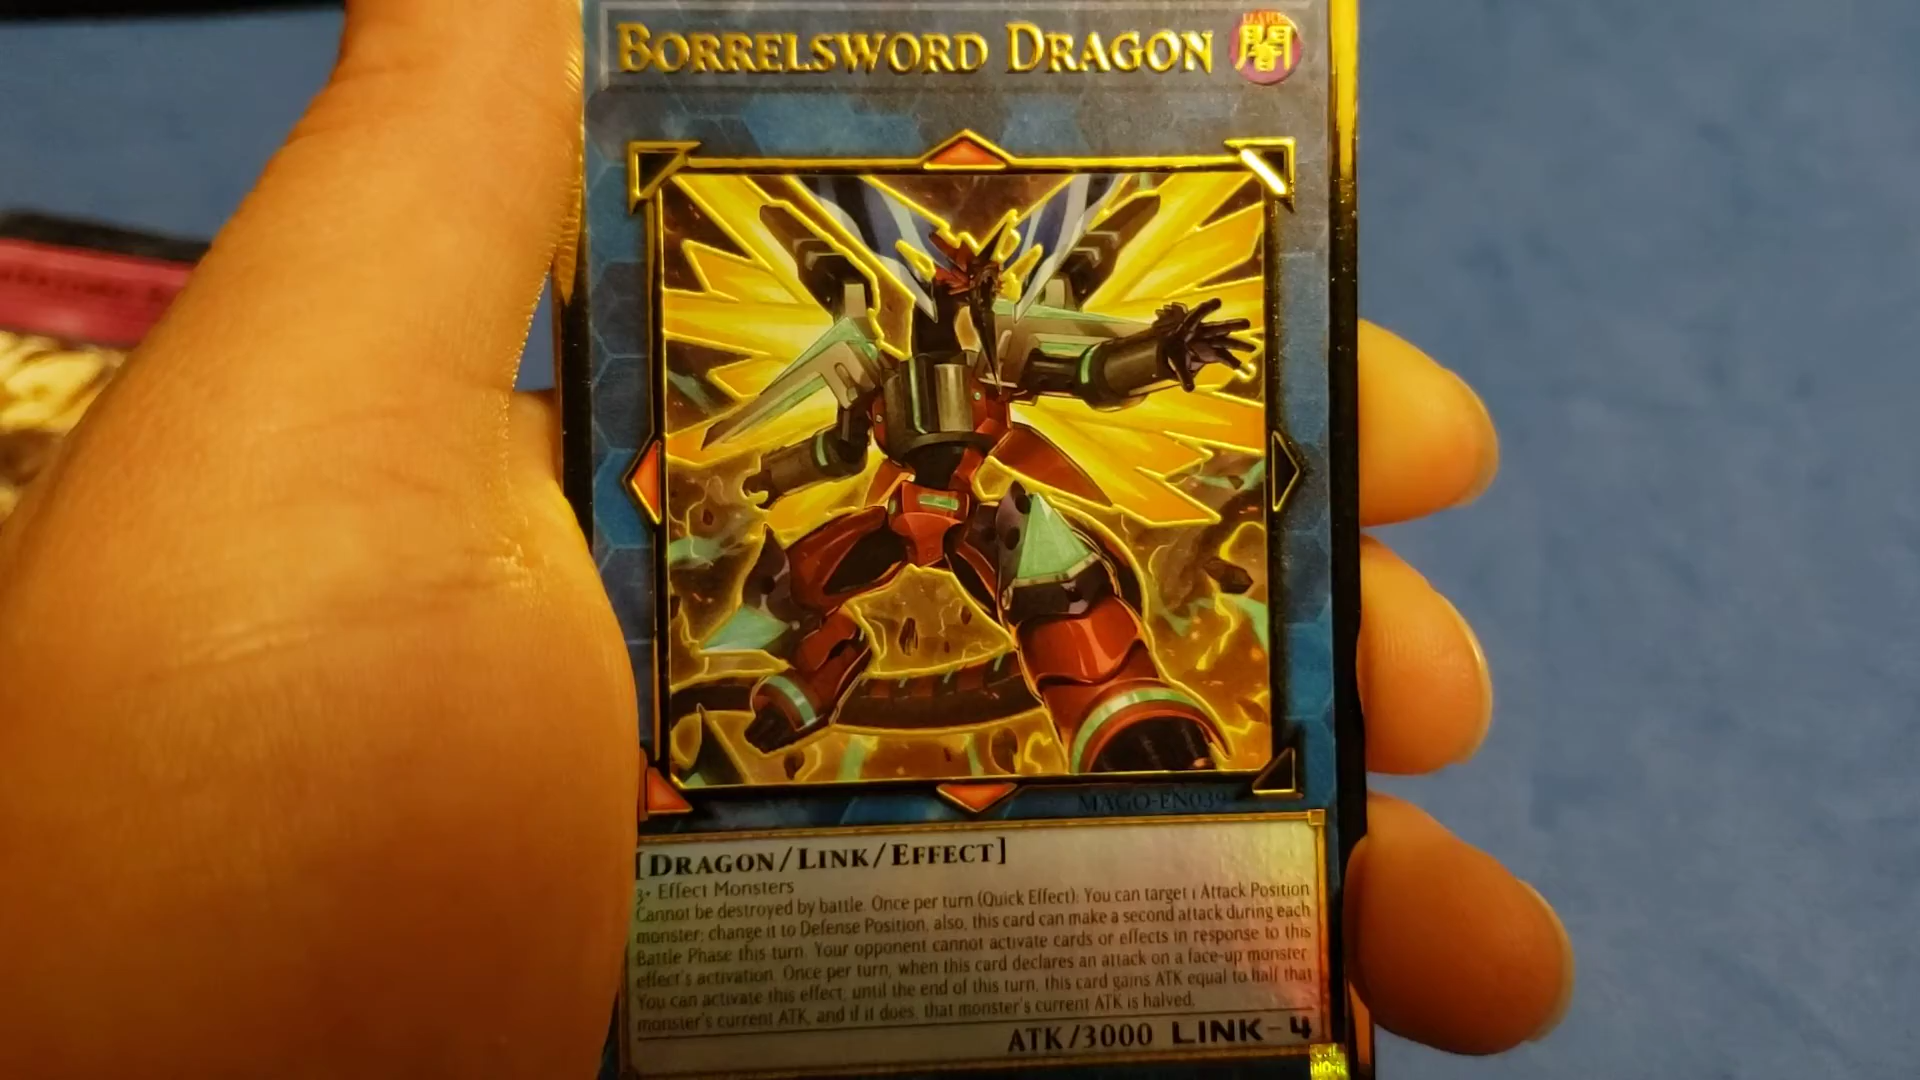 BORRELSWORD DRAGON
DARK
闇
MAGO-EN039
[DRAGON/LINK/EFFECT]
3+ Effect Monsters
Cannot be destroyed by battle. Once per turn (Quick Effect): You can target 1 Attack Position
monster; change it to Defense Position, also, this card can make a second attack during each
Battle Phase this turn. Your opponent cannot activate cards or effects in response to this
effect's activation. Once per turn, when this card declares an attack on a face-up monster:
You can activate this effect; until the end of this turn, this card gains ATK equal to half that
monster's current ATK, and if it does, that monster's current ATK is halved.
ATK/3000 LINK-4